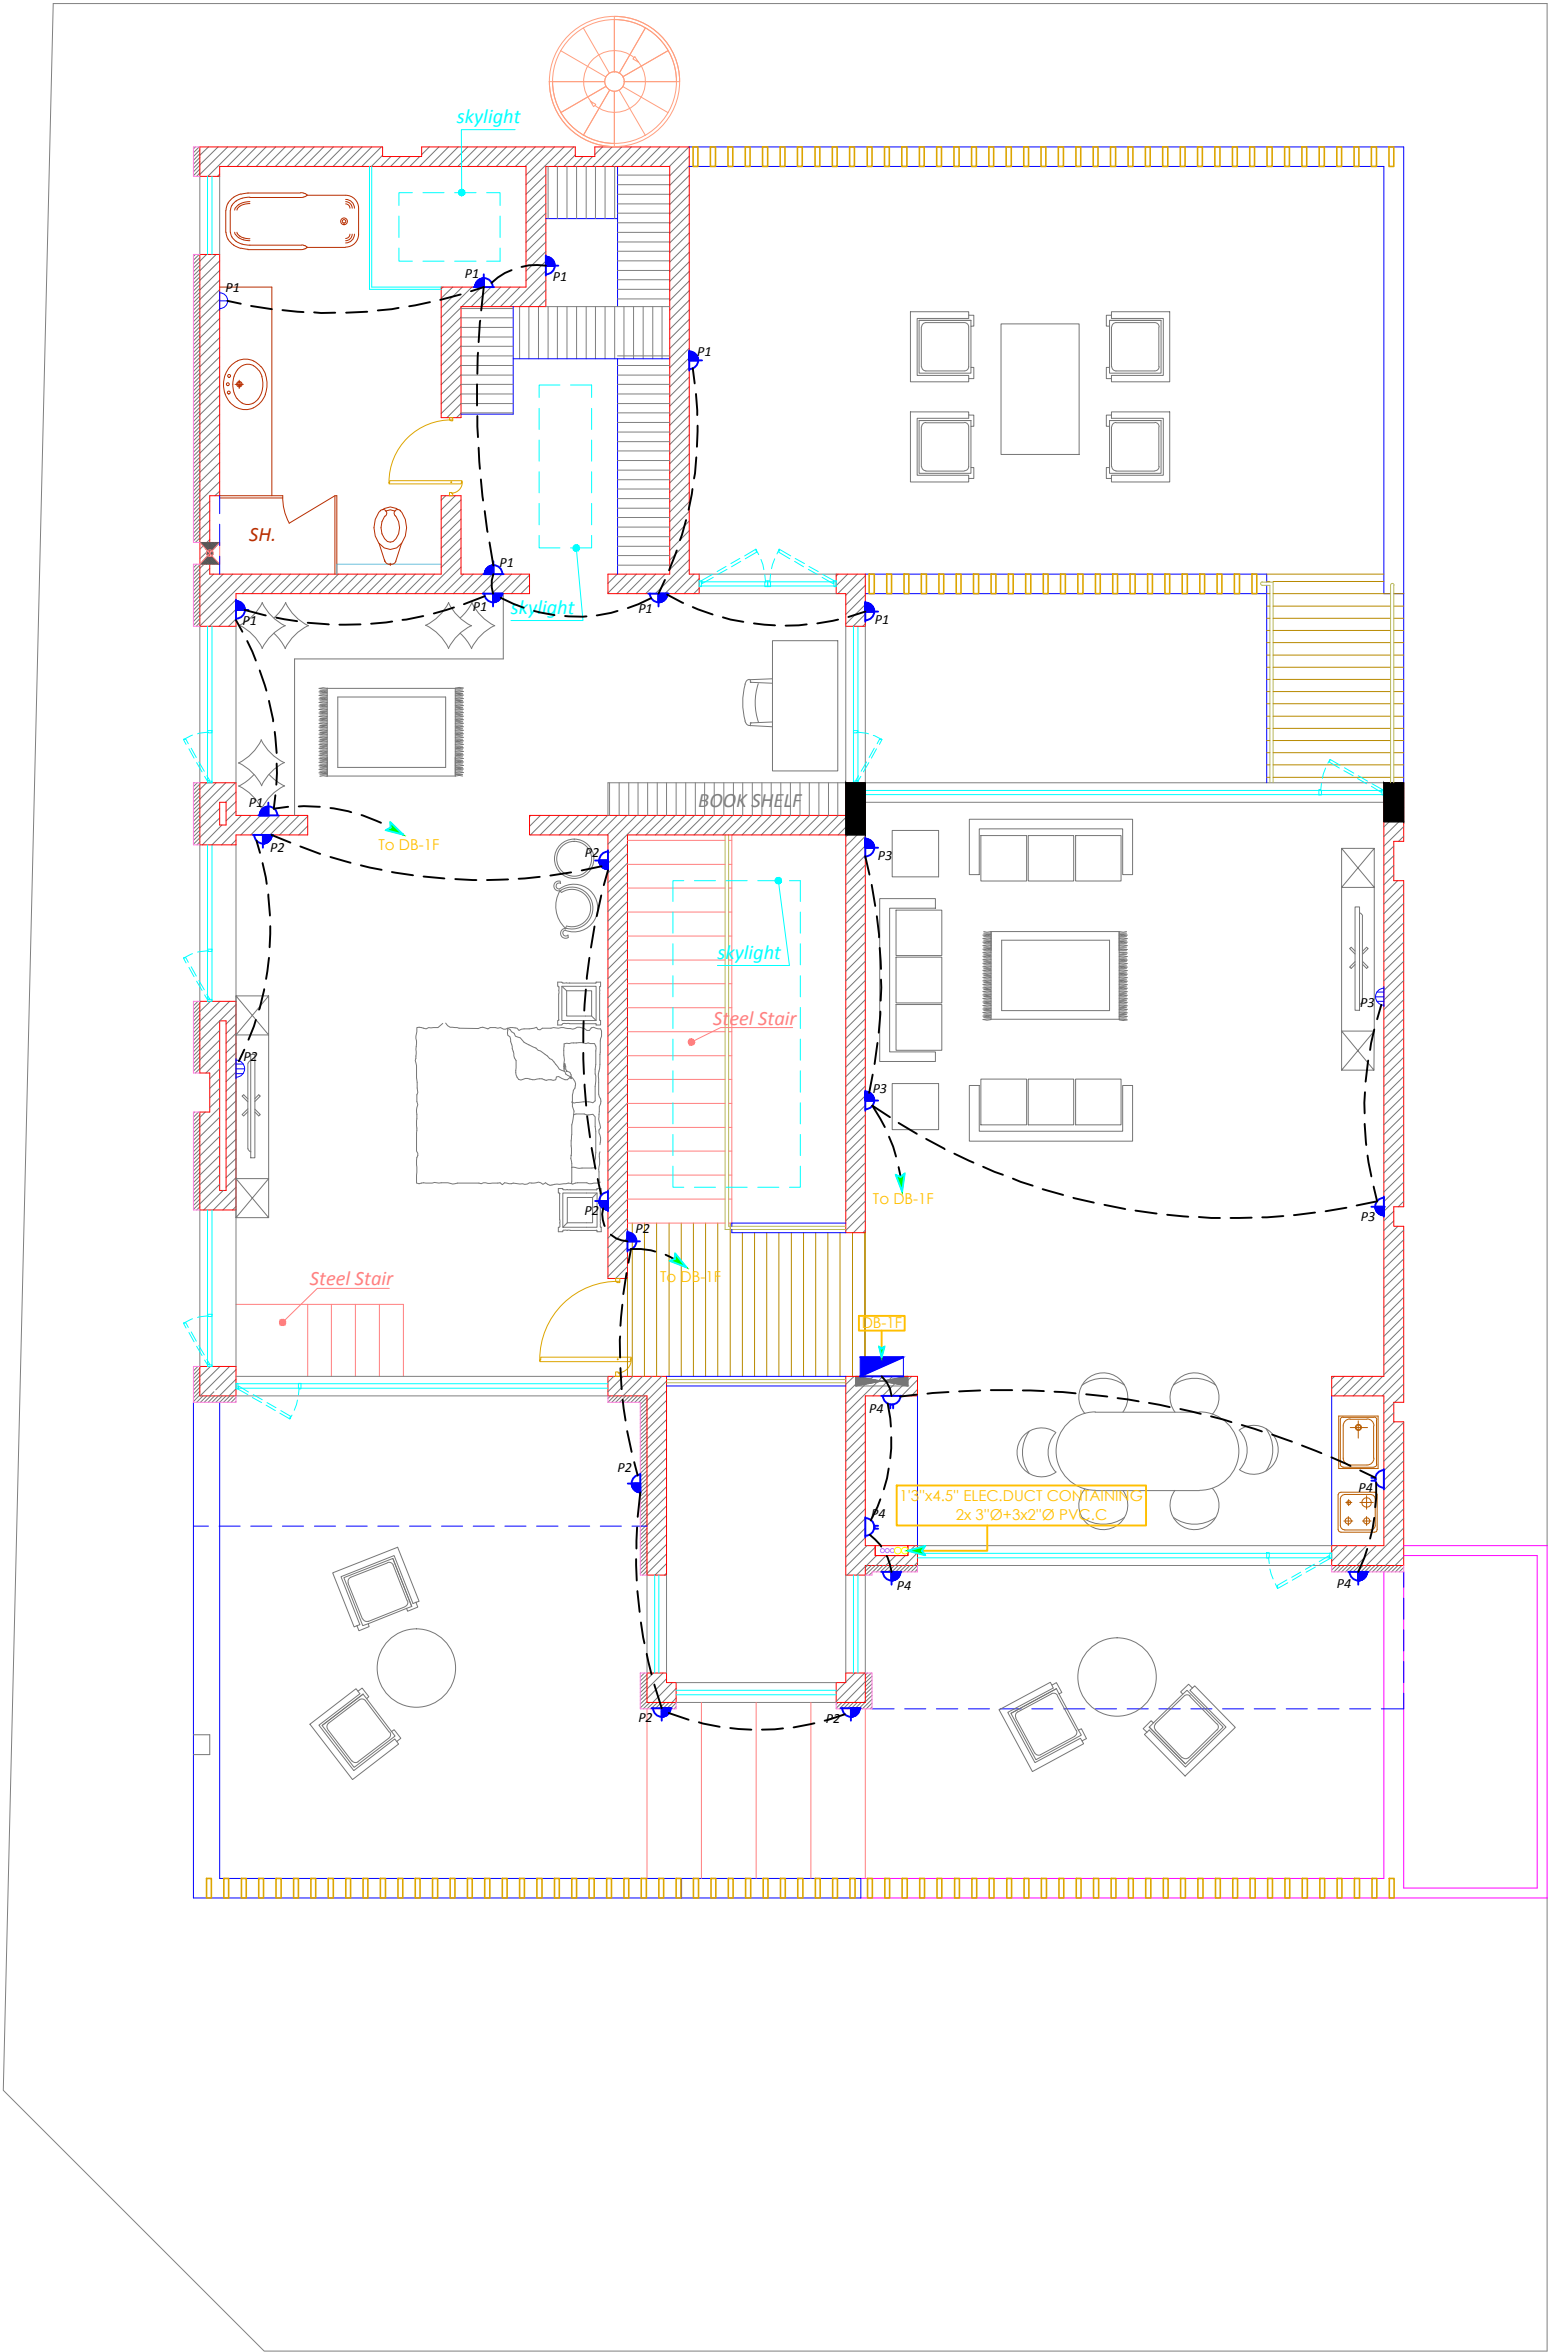 skylight
P1
P1
P1
P1
SH.
P1
P1
P1
skylight
P1
P1
BOOK SHELF
P1
To DB-1F
P2
P2
P3
skylight
P3
Steel Stair
P2
P3
To DB-1F
P2
P3
P2
To DB-1F
Steel Stair
DB-1F
P4
P2
P4
1'3"x4.5" ELEC.DUCT CONTAINING
2x 3"Ø+3x2"Ø PVC.C
P4
P4
P4
P2
P2